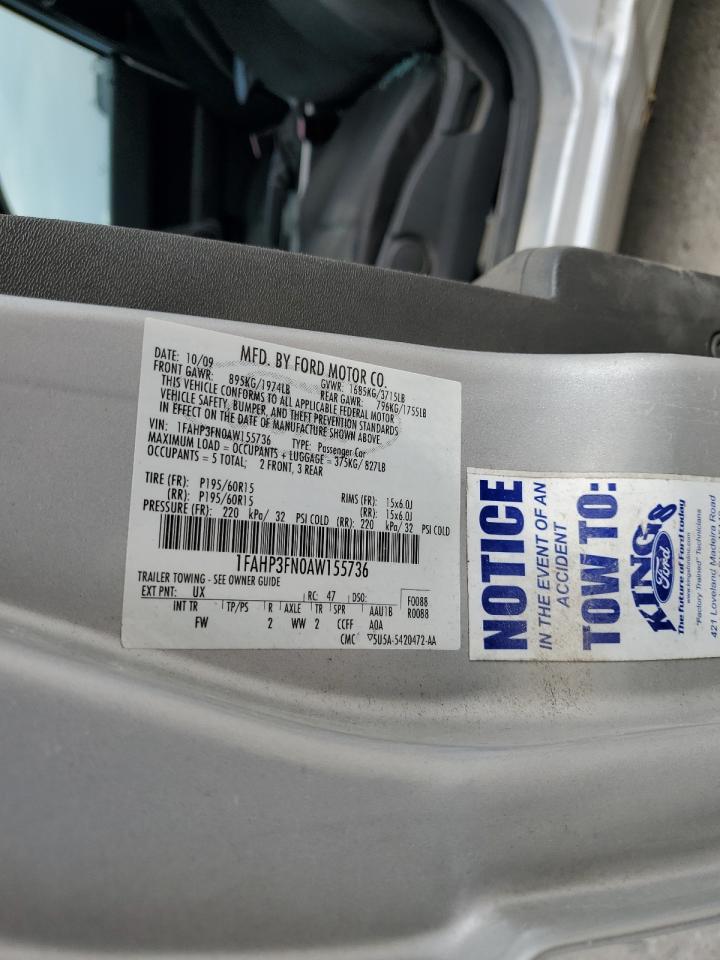 MFD. BY FORD MOTOR CO.
10/09 GVWR: 1685KG/3715LB
FRONT GAWR: 895KG/1974LB REAR GAWR: 796KG/1755LB
THIS VEHICLE CONFORMS TO ALL APPLICABLE FEDERAL MOTOR
VEHICLE SAFETY, BUMPER, AND THEFT PREVENTION STANDARDS
IN EFFECT ON THE DATE OF MANUFACTURE SHOWN ABOVE.
VIN: 1FAHP3FN0AW155736 TYPE: Passenger Car
MAXIMUM LOAD = OCCUPANTS + LUGGAGE = 375KG/ 827LB
OCCUPANTS = 5 TOTAL; 2 FRONT, 3 REAR
TIRE (FR): P195/60R15 RIMS (FR): 15x6.0J
(RR): P195/60R15 (RR): 15x6.0J
PRESSURE (FR): 220 kPa/ 32 PSI COLD (RR): 220 kPa/ 32 PSI COLD
1FAHP3FN0AW155736
TRAILER TOWING - SEE OWNER GUIDE
EXT PNT: UX RC: 47 DSO: F0088
INT TR TP/PS R AXLE TR SPR AAU1B R0088
FW 2 WW 2 CCFF A0A
CMC ▽5U5A-5420472-AA
NOTICE
IN THE EVENT OF AN
ACCIDENT
TOW TO:
KINGS
Ford
The future of Ford today
"Factory Trained" Technicians
421 Loveland Madeira Road